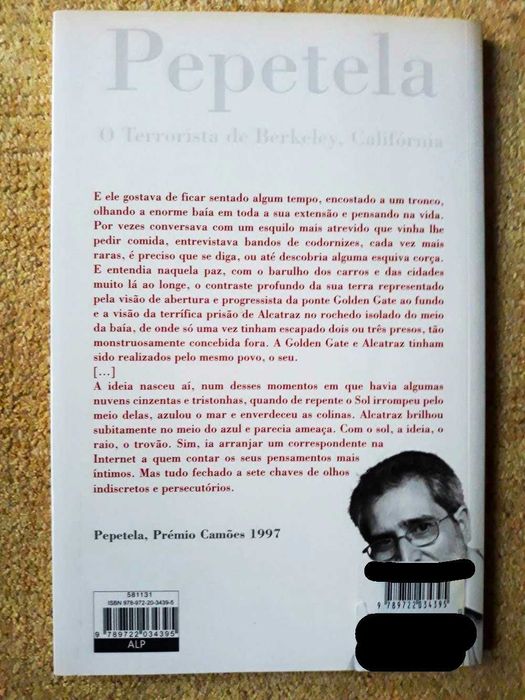 Pepetela
O Terrorista de Berkeley, Califórnia
E ele gostava de ficar sentado algum tempo, encostado a um tronco,
olhando a enorme baía em toda a sua extensão e pensando na vida.
Por vezes conversava com um esquilo mais atrevido que vinha lhe
pedir comida, entrevistava bandos de codornizes, cada vez mais
raras, é preciso que se diga, ou até descobria alguma esquiva corça.
E entendia naquela paz, com o barulho dos carros e das cidades
muito lá ao longe, o contraste profundo da sua terra representado
pela visão de abertura e progressista da ponte Golden Gate ao fundo
e a visão da terrífica prisão de Alcatraz no rochedo isolado do meio
da baía, de onde só uma vez tinham escapado dois ou três presos, tão
monstruosamente concebida fora. A Golden Gate e Alcatraz tinham
sido realizados pelo mesmo povo, o seu.
[...]
A ideia nasceu aí, num desses momentos em que havia algumas
nuvens cinzentas e tristonhas, quando de repente o Sol irrompeu pelo
meio delas, azulou o mar e enverdeceu as colinas. Alcatraz brilhou
subitamente no meio do azul e parecia ameaça. Com o sol, a ideia, o
raio, o trovão. Sim, ia arranjar um correspondente na
Internet a quem contar os seus pensamentos mais
íntimos. Mas tudo fechado a sete chaves de olhos
indiscretos e persecutórios.
Pepetela, Prémio Camões 1997
581131
ISBN 978-972-20-3439-5
9 789722 034395
ALP
9 789722 034395